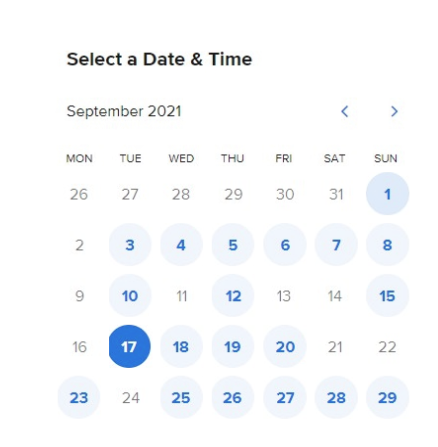 Select a Date & Time
September 2021
MON TUE WED THU FRI SAT SUN
26 27 28 29 30 31 1
2 3 4 5 6 7 8
9 10 11 12 13 14 15
16 17 18 19 20 21 22
23 24 25 26 27 28 29